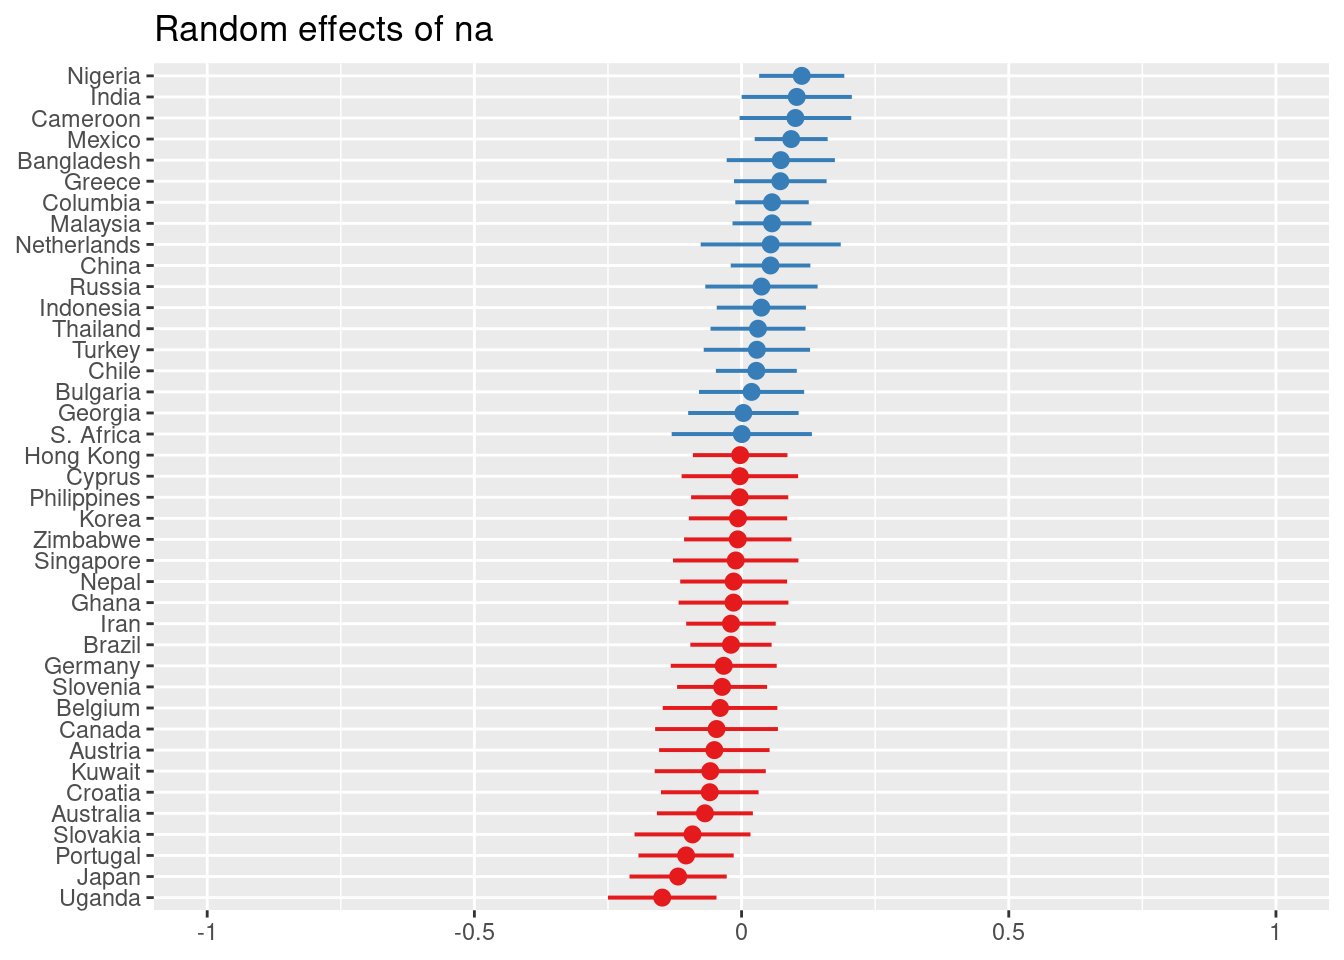 Random effects of na
Nigeria
India
Cameroon
Mexico
Bangladesh
Greece
Columbia
Malaysia
Netherlands
China
Russia
Indonesia
Thailand
Turkey
Chile
Bulgaria
Georgia
S. Africa
Hong Kong
Cyprus
Philippines
Korea
Zimbabwe
Singapore
Nepal
Ghana
Iran
Brazil
Germany
Slovenia
Belgium
Canada
Austria
Kuwait
Croatia
Australia
Slovakia
Portugal
Japan
Uganda
-1 -0.5 0 0.5 1